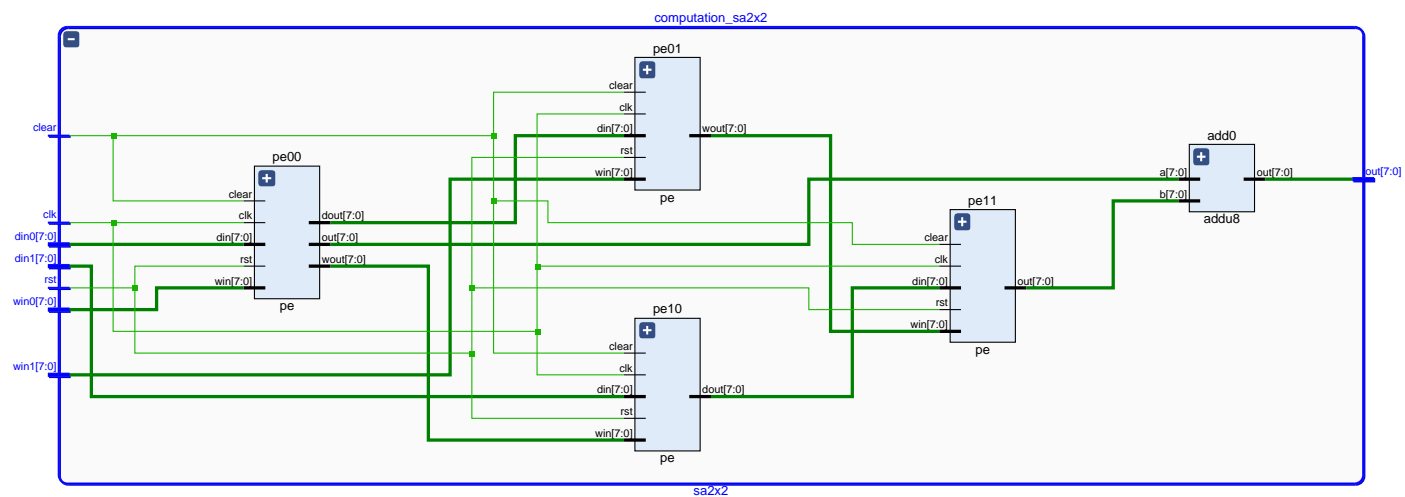 computation_sa2x2
clear
clk
din0[7:0]
din1[7:0]
rst
win0[7:0]
win1[7:0]
pe00
clear
clk
din[7:0]
rst
win[7:0]
dout[7:0]
out[7:0]
wout[7:0]
pe
pe01
clear
clk
din[7:0]
rst
win[7:0]
wout[7:0]
pe
pe10
clear
clk
din[7:0]
rst
win[7:0]
dout[7:0]
pe
pe11
clear
clk
din[7:0]
rst
win[7:0]
out[7:0]
pe
add0
a[7:0]
b[7:0]
out[7:0]
addu8
out[7:0]
sa2x2